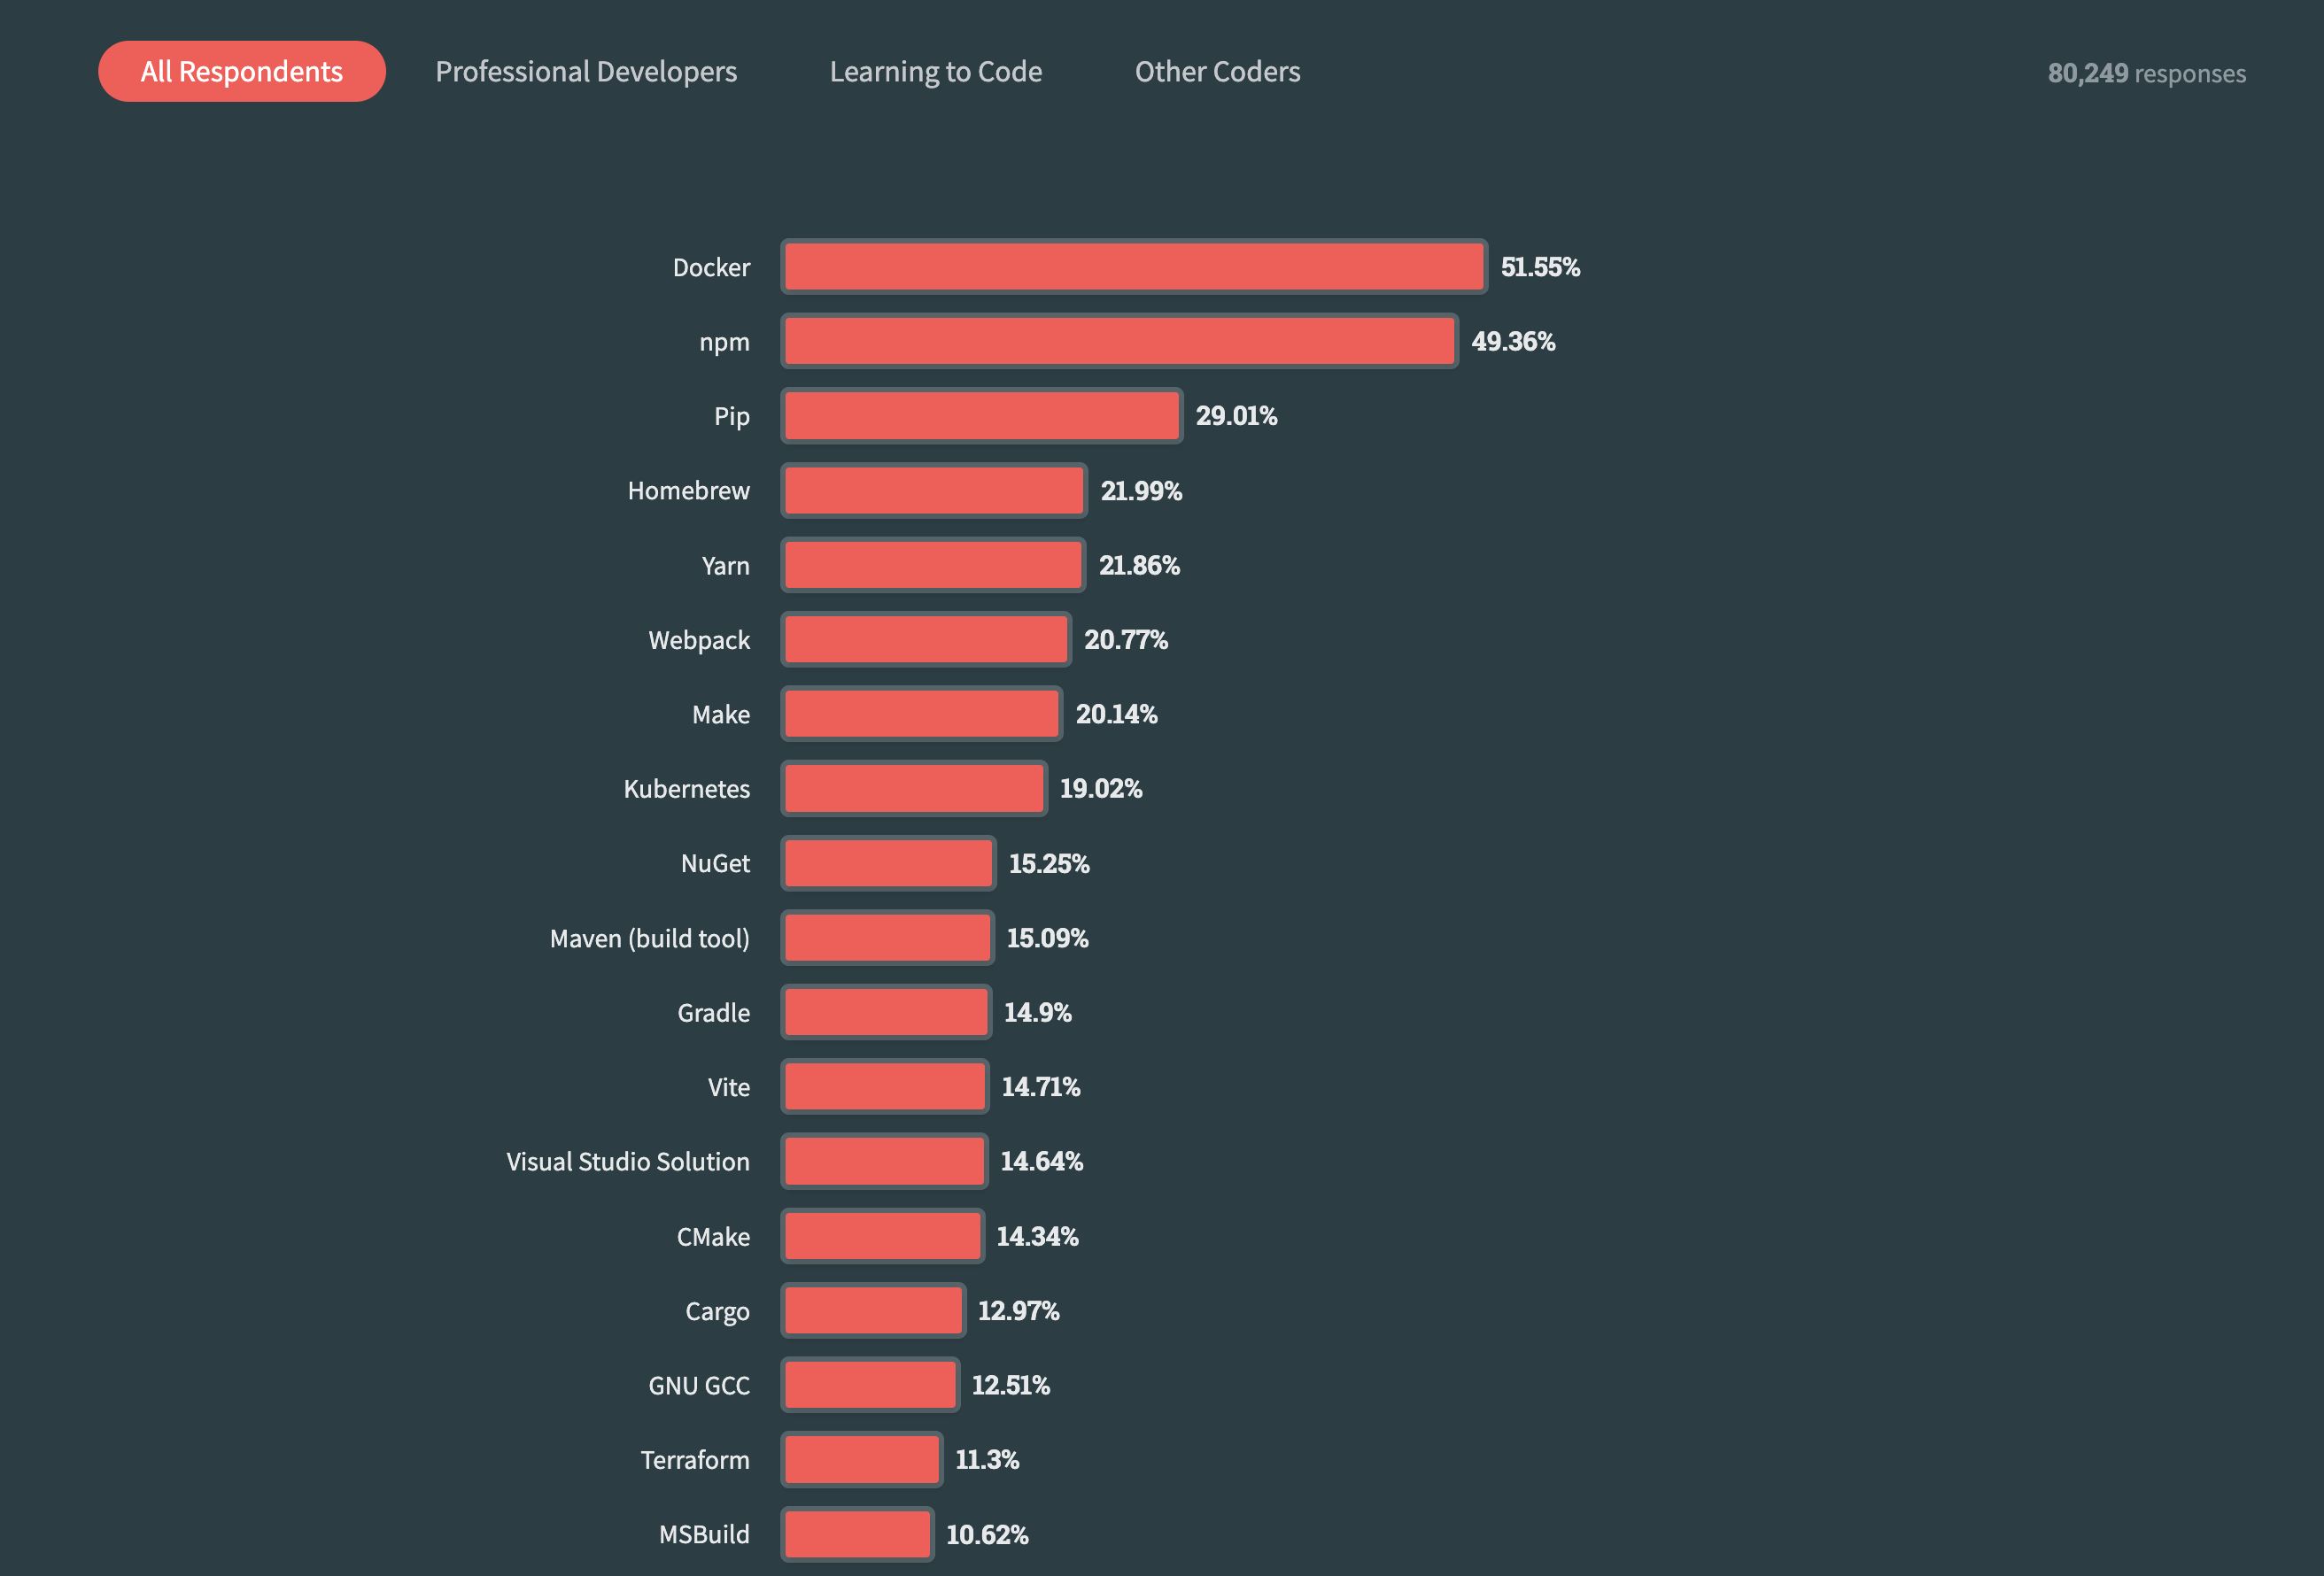 All Respondents Professional Developers Learning to Code Other Coders 80,249 responses
Docker 51.55%
npm 49.36%
Pip 29.01%
Homebrew 21.99%
Yarn 21.86%
Webpack 20.77%
Make 20.14%
Kubernetes 19.02%
NuGet 15.25%
Maven (build tool) 15.09%
Gradle 14.9%
Vite 14.71%
Visual Studio Solution 14.64%
CMake 14.34%
Cargo 12.97%
GNU GCC 12.51%
Terraform 11.3%
MSBuild 10.62%